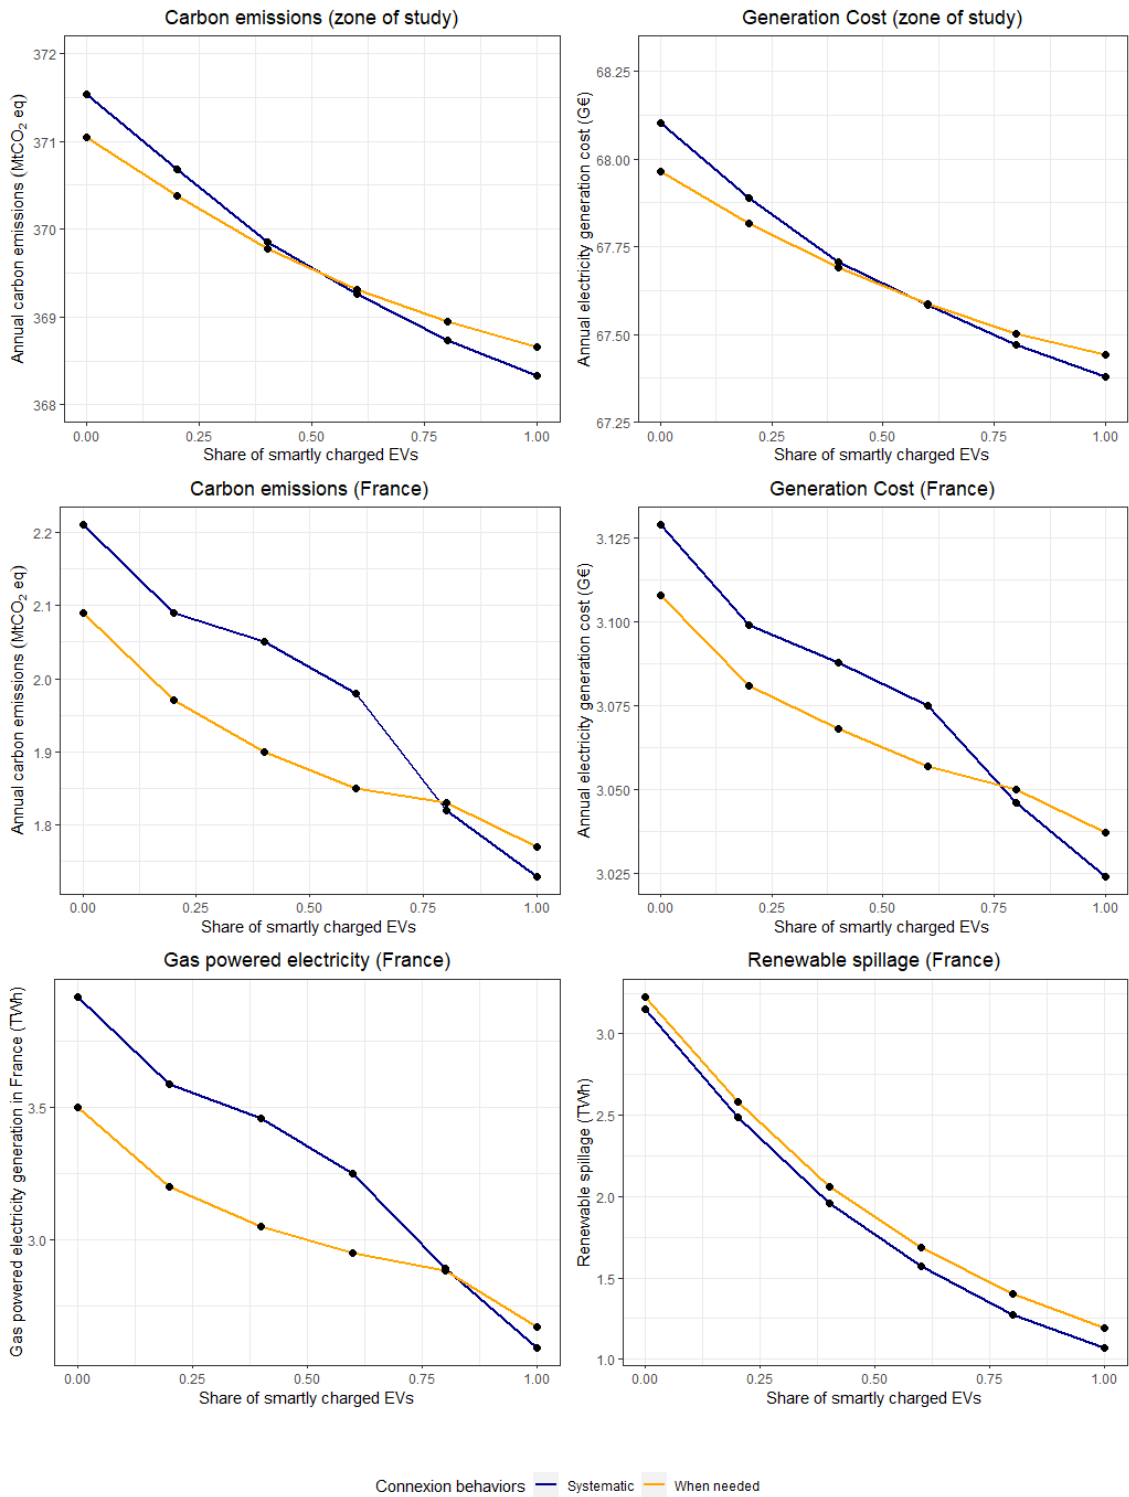 Carbon emissions (zone of study)
Annual carbon emissions (MtCO2 eq)
372
371
370
369
368
0.00 0.25 0.50 0.75 1.00
Share of smartly charged EVs
Generation Cost (zone of study)
Annual electricity generation cost (G€)
68.25
68.00
67.75
67.50
67.25
0.00 0.25 0.50 0.75 1.00
Share of smartly charged EVs
Carbon emissions (France)
Annual carbon emissions (MtCO2 eq)
2.2
2.1
2.0
1.9
1.8
0.00 0.25 0.50 0.75 1.00
Share of smartly charged EVs
Generation Cost (France)
Annual electricity generation cost (G€)
3.125
3.100
3.075
3.050
3.025
0.00 0.25 0.50 0.75 1.00
Share of smartly charged EVs
Gas powered electricity (France)
Gas powered electricity generation in France (TWh)
3.5
3.0
0.00 0.25 0.50 0.75 1.00
Share of smartly charged EVs
Renewable spillage (France)
Renewable spillage (TWh)
3.0
2.5
2.0
1.5
1.0
0.00 0.25 0.50 0.75 1.00
Share of smartly charged EVs
Connexion behaviors Systematic When needed